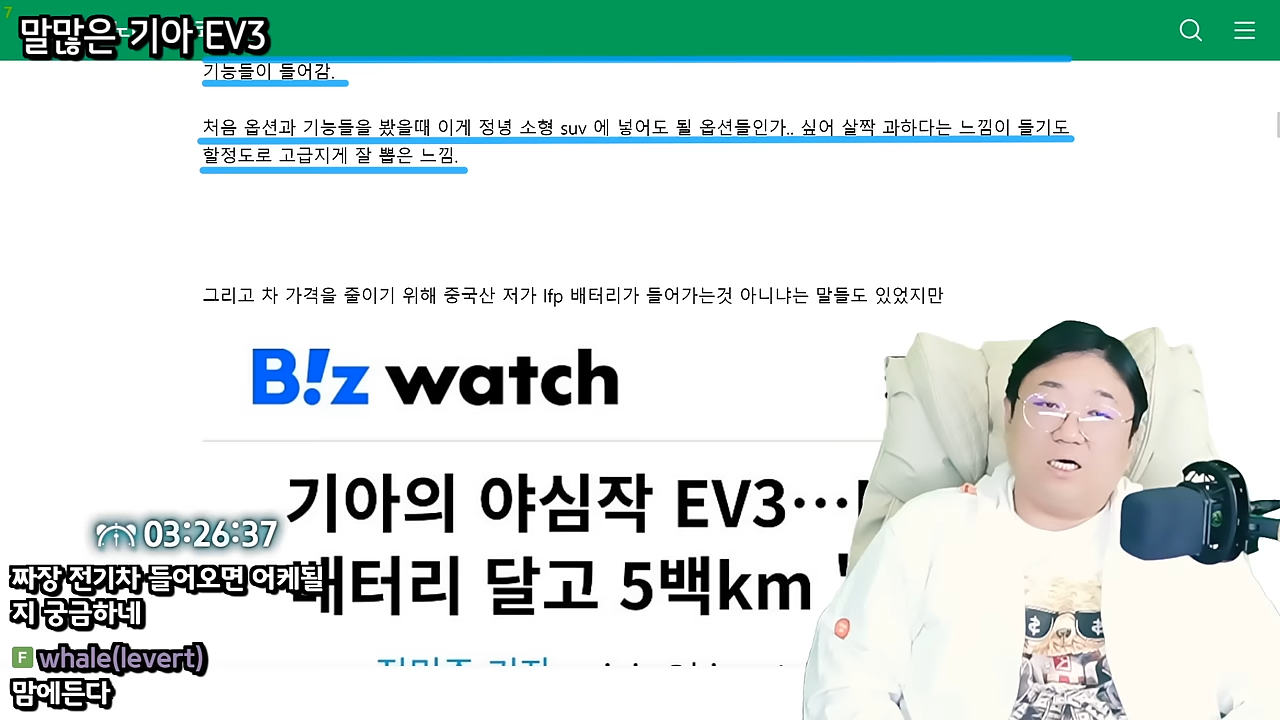 7
말많은 기아 EV3
기능들이 들어감.
처음 옵션과 기능들을 봤을때 이게 정녕 소형 suv 에 넣어도 될 옵션들인가.. 싶어 살짝 과하다는 느낌이 들기도
할정도로 고급지게 잘 뽑은 느낌.
그리고 차 가격을 줄이기 위해 중국산 저가 lfp 배터리가 들어가는것 아니냐는 말들도 있었지만
B!z watch
기아의 야심작 EV3…
배터리 달고 5백km '
03:26:37
짜장 전기차 들어오면 어케될
지 궁금하네
F whale(levert)
맘에든다